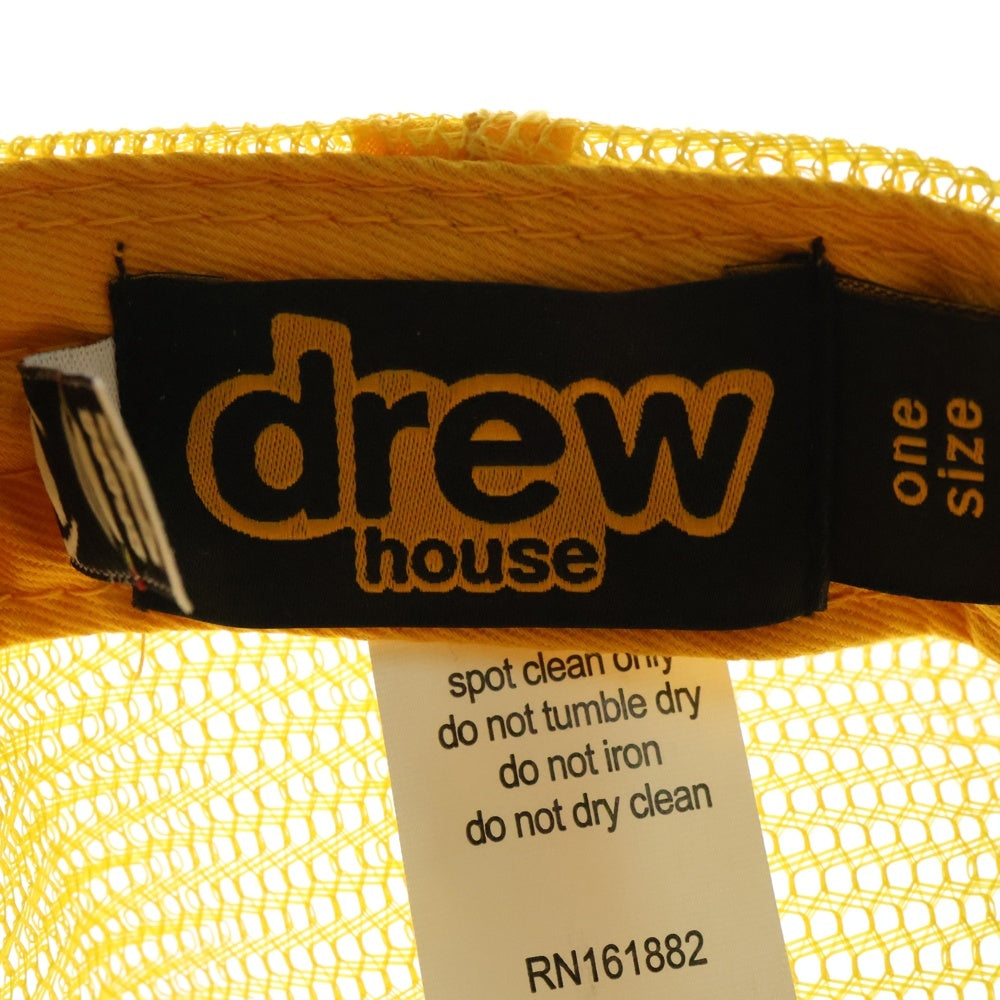 drew
house
one
size
spot clean only
do not tumble dry
do not iron
do not dry clean
RN161882